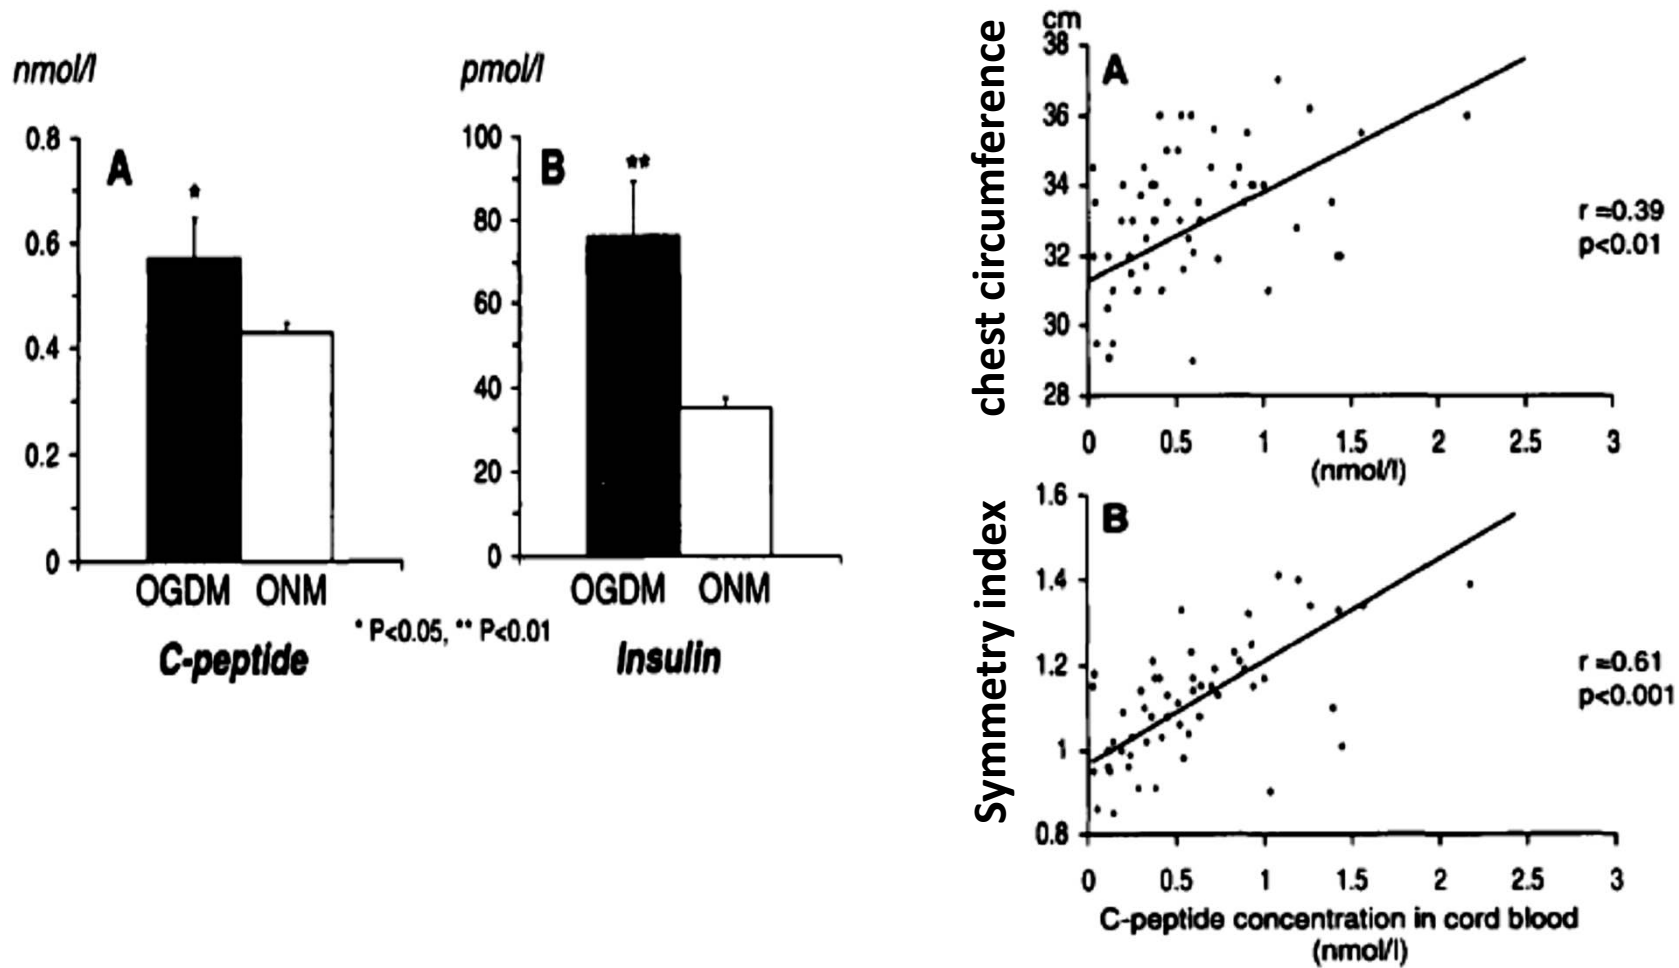 nmol/l
0.8
0.6
0.4
0.2
0
A
*
OGDM ONM
C-peptide
pmol/l
100
80
60
40
20
0
B
**
OGDM ONM
Insulin
* P<0.05, ** P<0.01
chest circumference
cm
38
36
34
32
30
28
A
r =0.39
p<0.01
0 0.5 1 1.5 2 2.5 3
(nmol/l)
Symmetry index
1.6
1.4
1.2
1
0.8
B
r =0.61
p<0.001
0 0.5 1 1.5 2 2.5 3
C-peptide concentration in cord blood
(nmol/l)